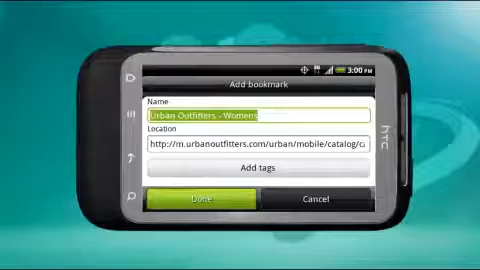 3:00 PM
Add bookmark
Name
Urban Outfitters - Womens
Location
http://m.urbanoutfitters.com/urban/mobile/catalog/ca
Add tags
Done
Cancel
hTC